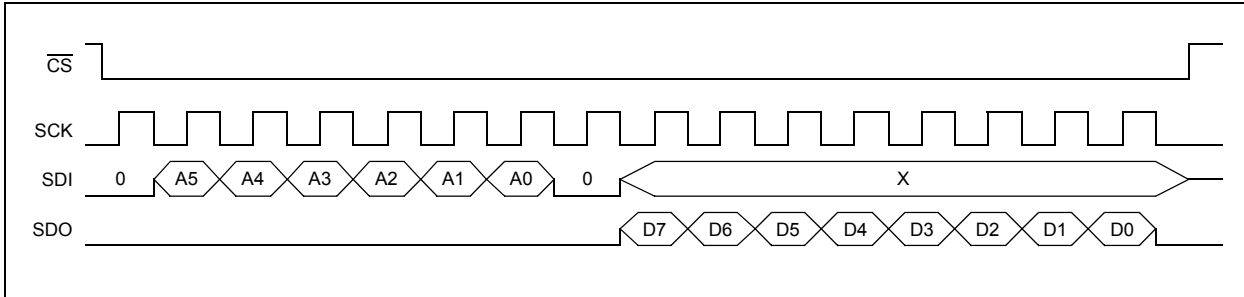 C̅S̅
SCK
SDI 0 A5 A4 A3 A2 A1 A0 0 X
SDO D7 D6 D5 D4 D3 D2 D1 D0